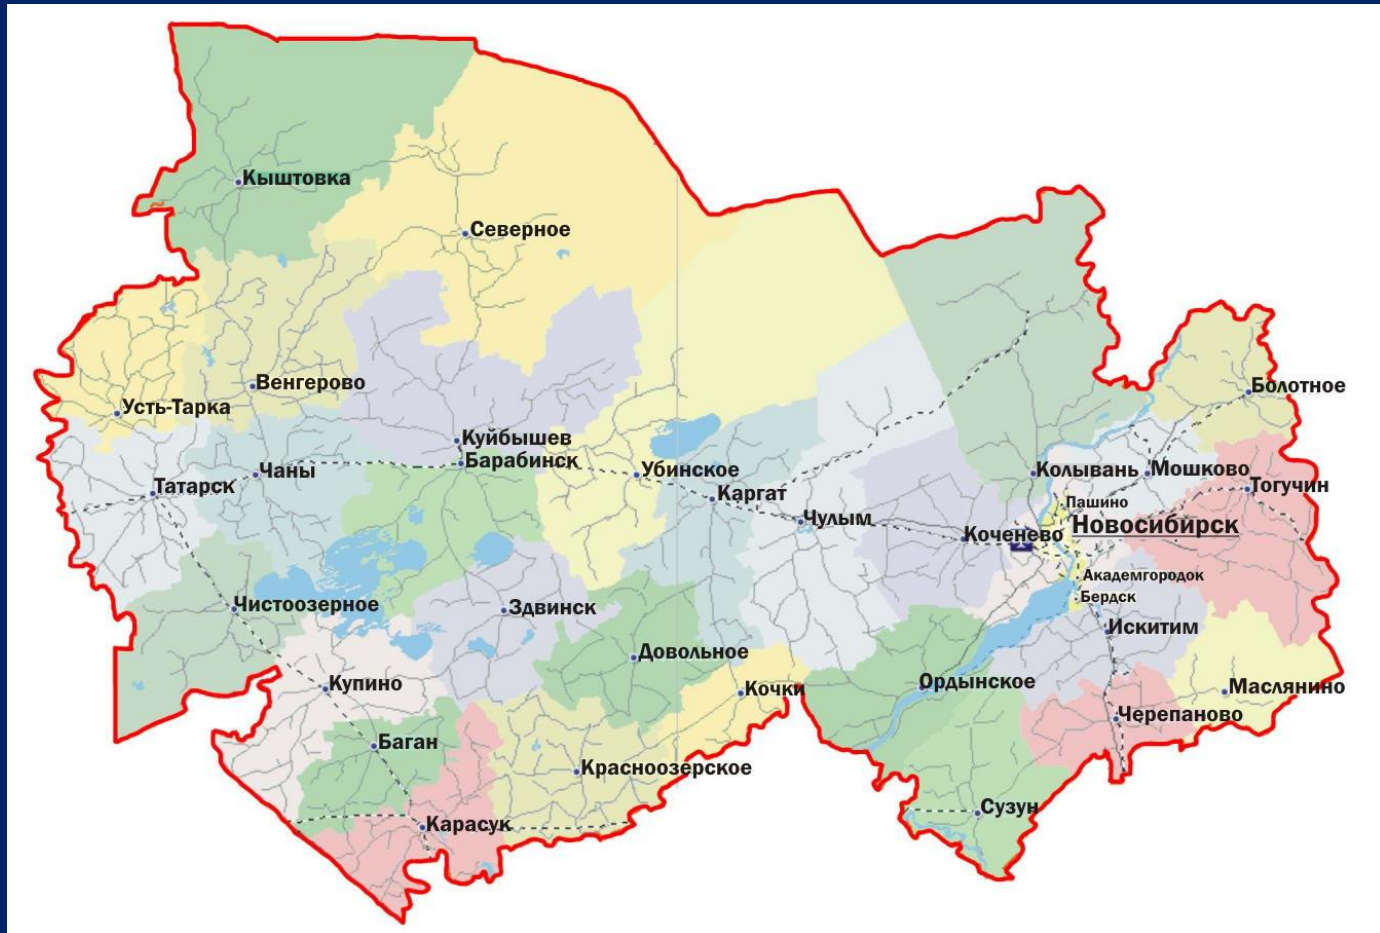 Кыштовка
Северное
Венгерово
Болотное
Усть-Тарка
Куйбышев
Барабинск
Чаны
Убинское
Колывань
Мошково
Татарск
Каргат
Тогучин
Пашино
Чулым
Новосибирск
Коченево
Академгородок
Бердск
Чистоозерное
Здвинск
Искитим
Довольное
Купино
Кочки
Ордынское
Маслянино
Черепаново
Баган
Красноозерское
Сузун
Карасук